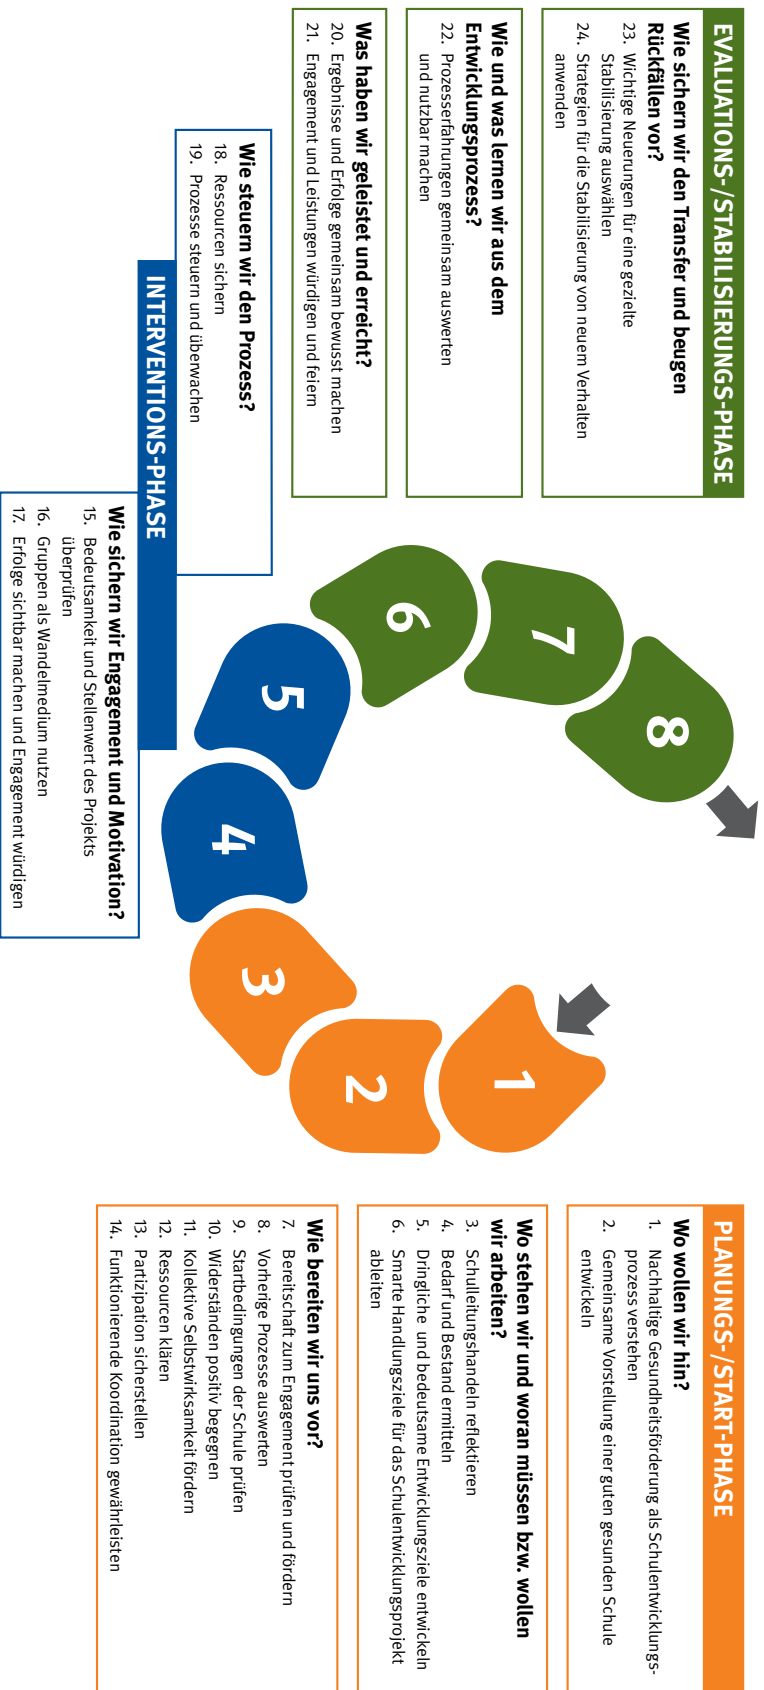 EVALUATIONS-/STABILISIERUNGS-PHASE
Wie sichern wir den Transfer und beugen
Rückfällen vor?
23. Wichtige Neuerungen für eine gezielte
Stabilisierung auswählen
24. Strategien für die Stabilisierung von neuem Verhalten
anwenden
Wie und was lernen wir aus dem
Entwicklungsprozess?
22. Prozesserfahrungen gemeinsam auswerten
und nutzbar machen
Was haben wir geleistet und erreicht?
20. Ergebnisse und Erfolge gemeinsam bewusst machen
21. Engagement und Leistungen würdigen und feiern
Wie steuern wir den Prozess?
18. Ressourcen sichern
19. Prozesse steuern und überwachen
INTERVENTIONS-PHASE
Wie sichern wir Engagement und Motivation?
15. Bedeutsamkeit und Stellenwert des Projekts
überprüfen
16. Gruppen als Wandelmedium nutzen
17. Erfolge sichtbar machen und Engagement würdigen
8
7
6
5
4
3
2
1
PLANUNGS-/START-PHASE
Wo wollen wir hin?
1. Nachhaltige Gesundheitsförderung als Schulentwicklungs-
prozess verstehen
2. Gemeinsame Vorstellung einer guten gesunden Schule
entwickeln
Wo stehen wir und woran müssen bzw. wollen
wir arbeiten?
3. Schulleitungshandeln reflektieren
4. Bedarf und Bestand ermitteln
5. Dringliche und bedeutsame Entwicklungsziele entwickeln
6. Smarte Handlungsziele für das Schulentwicklungsprojekt
ableiten
Wie bereiten wir uns vor?
7. Bereitschaft zum Engagement prüfen und fördern
8. Vorherige Prozesse auswerten
9. Startbedingungen der Schule prüfen
10. Widerständen positiv begegnen
11. Kollektive Selbstwirksamkeit fördern
12. Ressourcen klären
13. Partizipation sicherstellen
14. Funktionierende Koordination gewährleisten